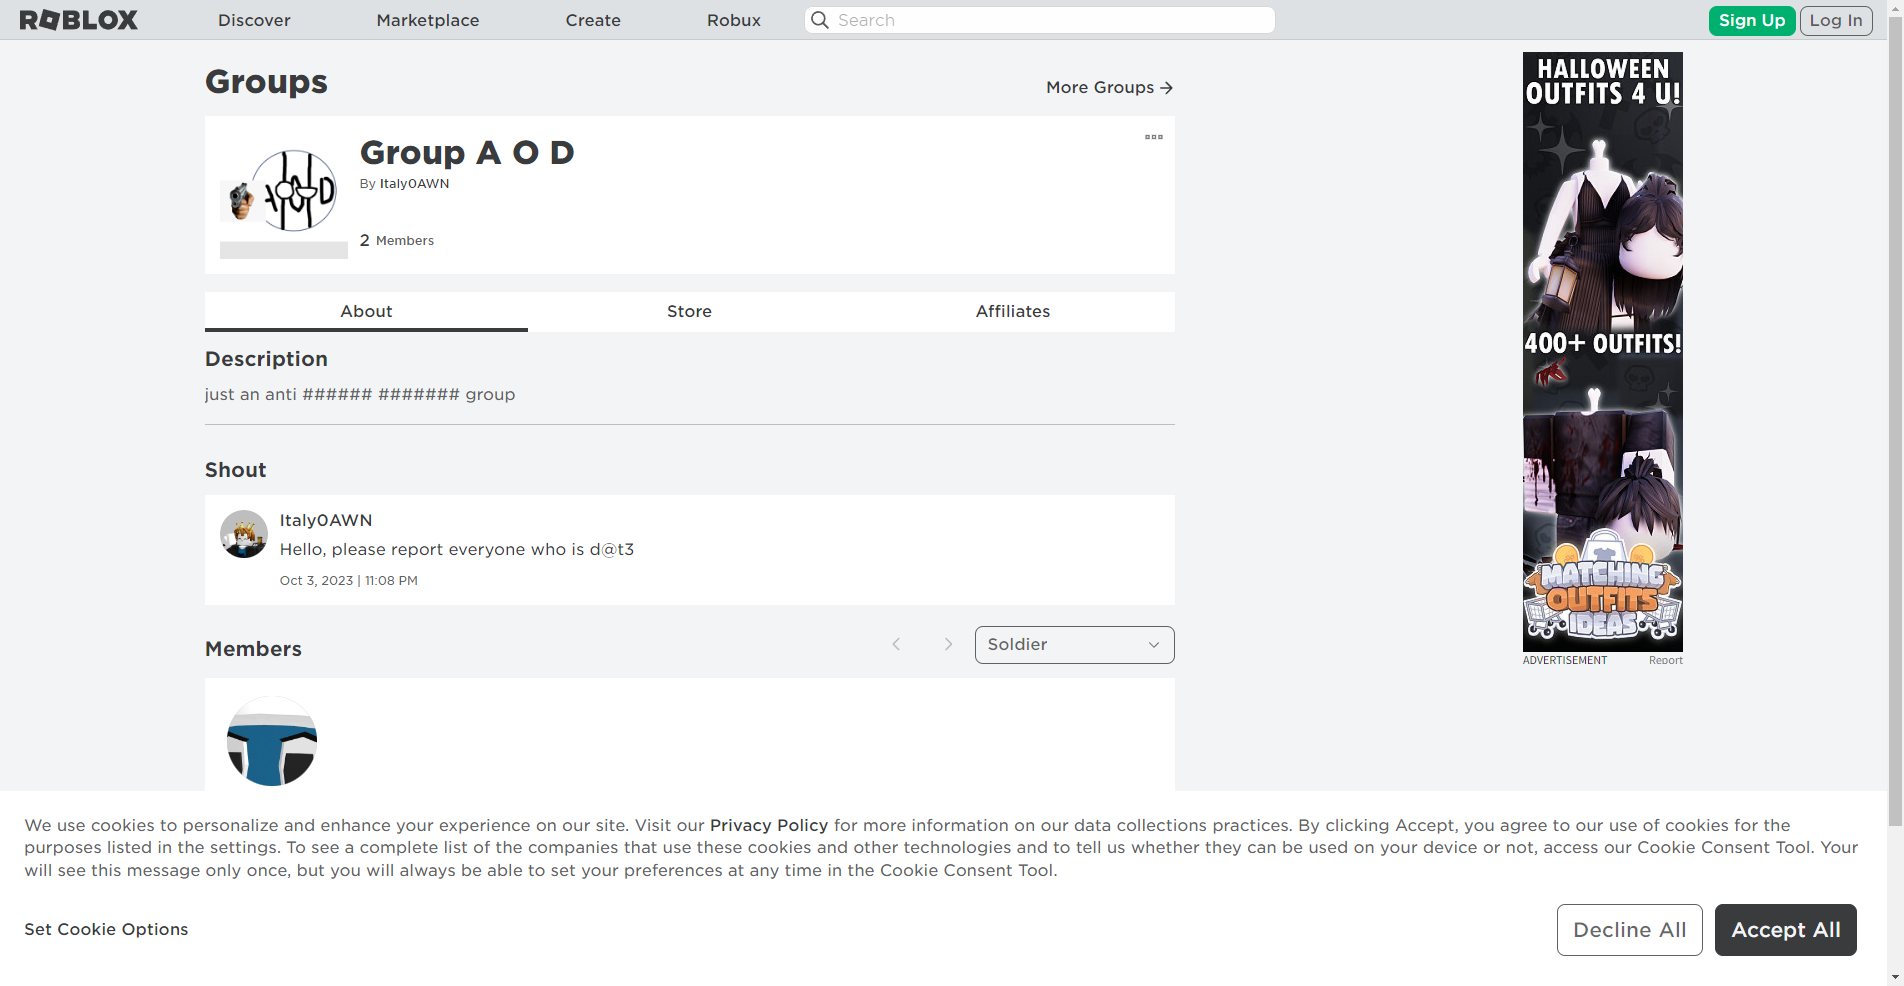 ROBLOX
Discover
Marketplace
Create
Robux
Search
Sign Up
Log In
Groups
More Groups
Group A O D
By Italy0AWN
2 Members
About
Store
Affiliates
Description
just an anti ###### ####### group
Shout
Italy0AWN
Hello, please report everyone who is d@t3
Oct 3, 2023 | 11:08 PM
Members
Soldier
HALLOWEEN
OUTFITS 4 U!
400+ OUTFITS!
MATCHING
OUTFITS
IDEAS
ADVERTISEMENT
Report
We use cookies to personalize and enhance your experience on our site. Visit our Privacy Policy for more information on our data collections practices. By clicking Accept, you agree to our use of cookies for the
purposes listed in the settings. To see a complete list of the companies that use these cookies and other technologies and to tell us whether they can be used on your device or not, access our Cookie Consent Tool. Your
will see this message only once, but you will always be able to set your preferences at any time in the Cookie Consent Tool.
Set Cookie Options
Decline All
Accept All